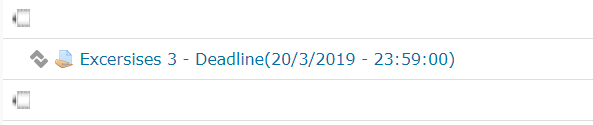 Excersises 3 - Deadline(20/3/2019 - 23:59:00)